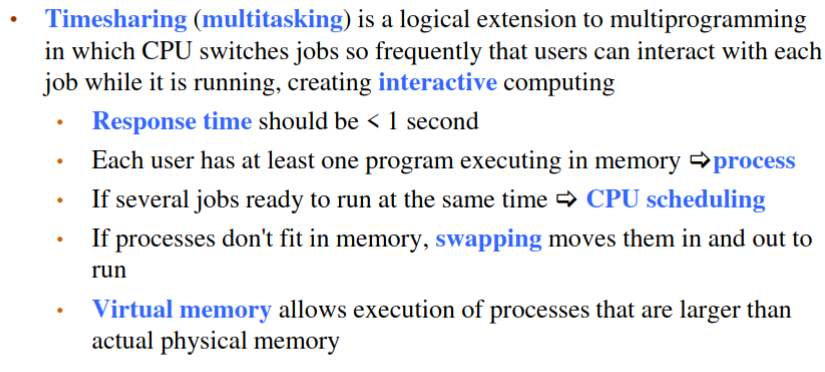 • Timesharing (multitasking) is a logical extension to multiprogramming
in which CPU switches jobs so frequently that users can interact with each
job while it is running, creating interactive computing
• Response time should be < 1 second
• Each user has at least one program executing in memory ⇨process
• If several jobs ready to run at the same time ⇨ CPU scheduling
• If processes don't fit in memory, swapping moves them in and out to
run
• Virtual memory allows execution of processes that are larger than
actual physical memory